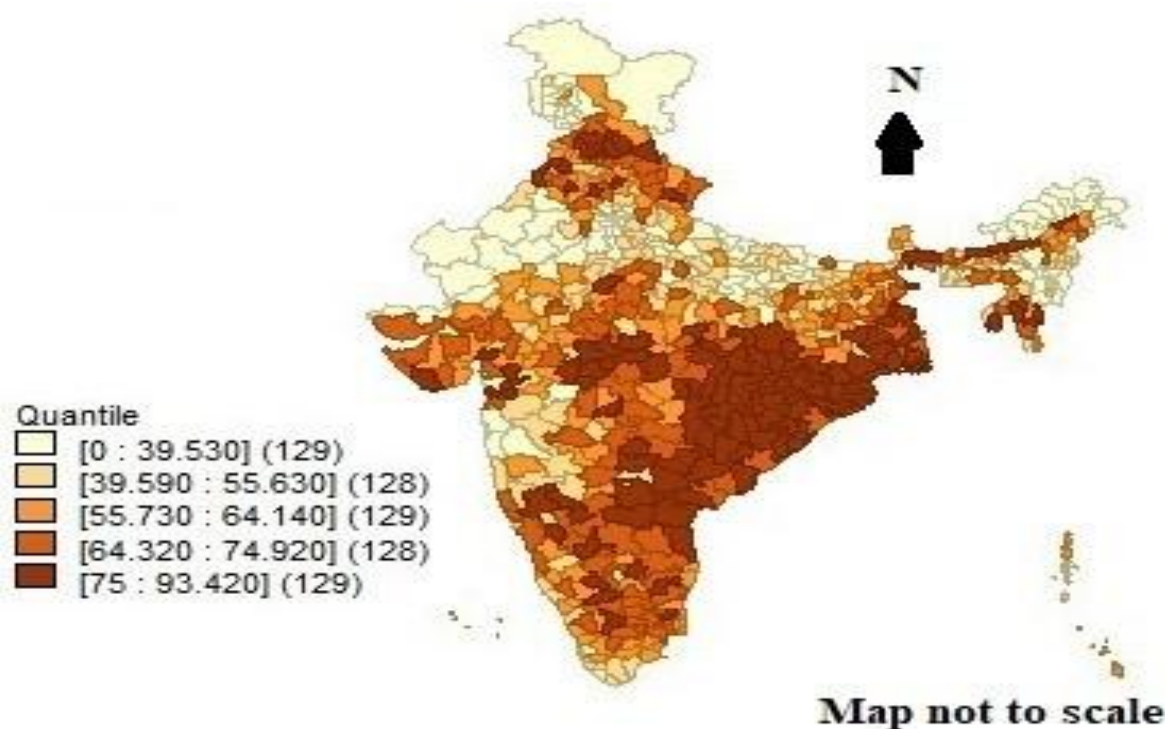 N
Quantile
[0 : 39.530] (129)
[39.590 : 55.630] (128)
[55.730 : 64.140] (129)
[64.320 : 74.920] (128)
[75 : 93.420] (129)
Map not to scale